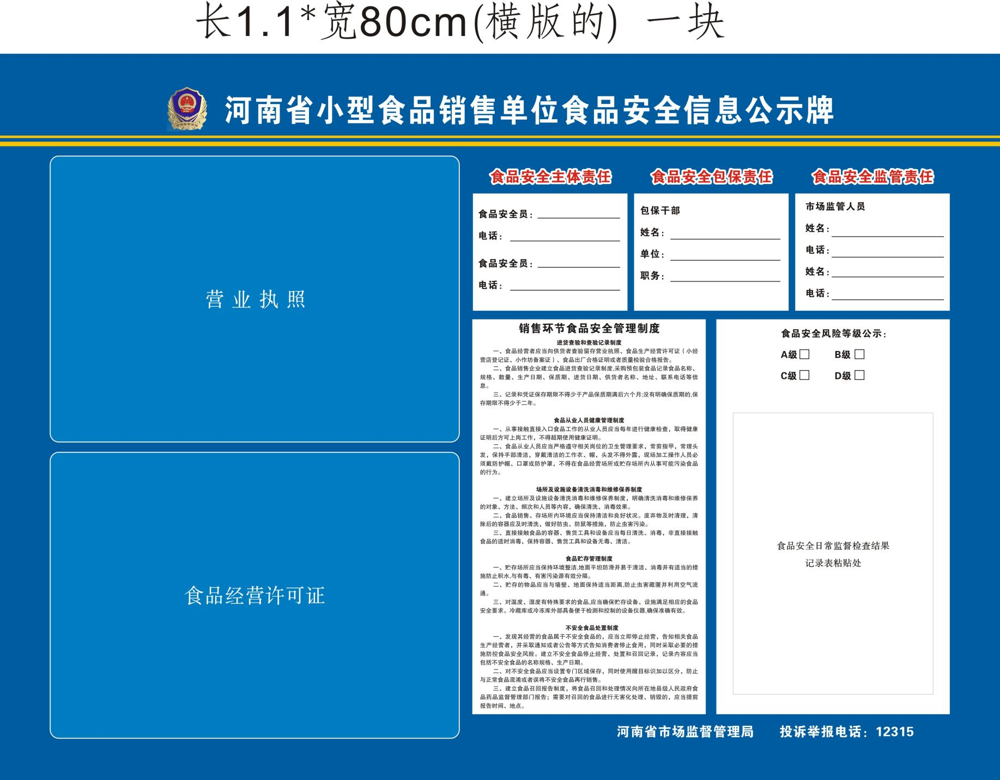 长1.1*宽80cm(横版的) 一块
河南省小型食品销售单位食品安全信息公示牌
市场监督管理
营业执照
食品经营许可证
食品安全主体责任
食品安全员：
电话：
食品安全员：
电话：
食品安全包保责任
包保干部
姓名：
单位：
职务：
食品安全监管责任
市场监管人员
姓名：
电话：
姓名：
电话：
销售环节食品安全管理制度
进货查验和查验记录制度
一、食品经营者应当向供货者查验留存营业执照、食品生产经营许可证（小经
营店登记证、小作坊备案证）、食品出厂合格证明或者质量检验合格报告。
二、食品销售企业建立食品进货查验记录制度,采购预包装食品记录食品名称、
规格、数量、生产日期、保质期、进货日期、供货者名称、地址、联系电话等信
息。
三、记录和凭证保存期限不得少于产品保质期满后六个月;没有明确保质期的,保
存期限不得少于二年。
食品从业人员健康管理制度
一、从事接触直接入口食品工作的从业人员应当每年进行健康检查，取得健康
证明后方可上岗工作，不得超期使用健康证明。
二、食品从业人员应当严格遵守相关岗位的卫生管理要求，常剪指甲，常理头
发，保持手部清洁，穿戴清洁的工作衣、帽，头发不得外露，现场加工操作人员必
须戴防护帽、口罩或防护罩，不得在食品经营场所或贮存场所内从事可能污染食品
的行为。
场所及设施设备清洗消毒和维修保养制度
一、建立场所及设施设备清洗消毒和维修保养制度，明确清洗消毒和维修保养
的对象、方法、频次和人员等内容，确保清洗、消毒效果。
二、食品销售、存场所内环境应当保持清洁和良好状况。废弃物及时清理，清
除后的容器应及时清洗，做好防虫、防鼠等措施，防止虫害污染。
三、直接接触食品的容器、售货工具和设备应当每日清洗、消毒，非直接接触
食品的适时消毒，保持容器、售货工具和设备无毒、清洁。
食品贮存管理制度
一、贮存场所应当保持环境整洁,地面平坦防滑并易于清洁、消毒并有适当的措
施防止积水,与有毒、有害污染源有效分隔。
二、贮存的物品应当与墙壁、地面保持适当距离,防止虫害藏匿并利用空气流
通。
三、对温度、湿度有特殊要求的食品,应当确保贮存设备、设施满足相应的食品
安全要求。冷藏库或冷冻库外部具备便于检测和控制的设备仪器,确保准确有效。
不安全食品处置制度
一、发现其经营的食品属于不安全食品的，应当立即停止经营，告知相关食品
生产经营者，并采取通知或者公告等方式告知消费者停止食用，同时采取必要的措
施防控食品安全风险。建立不安全食品停止经营、处置和召回记录，记录内容应当
包括不安全食品的名称规格、生产日期。
二、对不安全食品应当设置专门区域保存，同时使用醒目标识加以区分，防止
与正常食品混淆或者误将不安全食品再行销售。
三、建立食品召回报告制度，将食品召回和处理情况向所在地县级人民政府食
品药品监督管理部门报告；需要对召回的食品进行无害化处理、销毁的，应当提前
报告时间、地点。
食品安全风险等级公示：
A级□ B级□
C级□ D级□
食品安全日常监督检查结果
记录表粘贴处
河南省市场监督管理局 投诉举报电话：12315